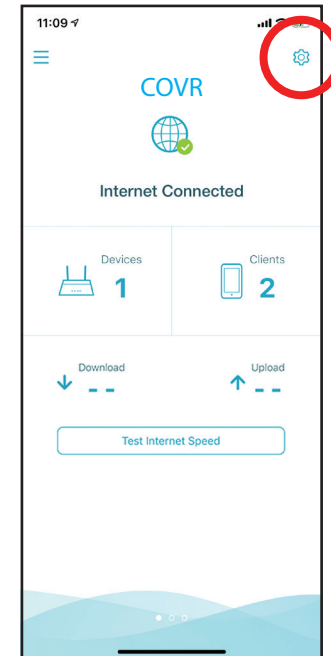 11:09
COVR
Internet Connected
Devices
1
Clients
2
Download
- -
Upload
- -
Test Internet Speed